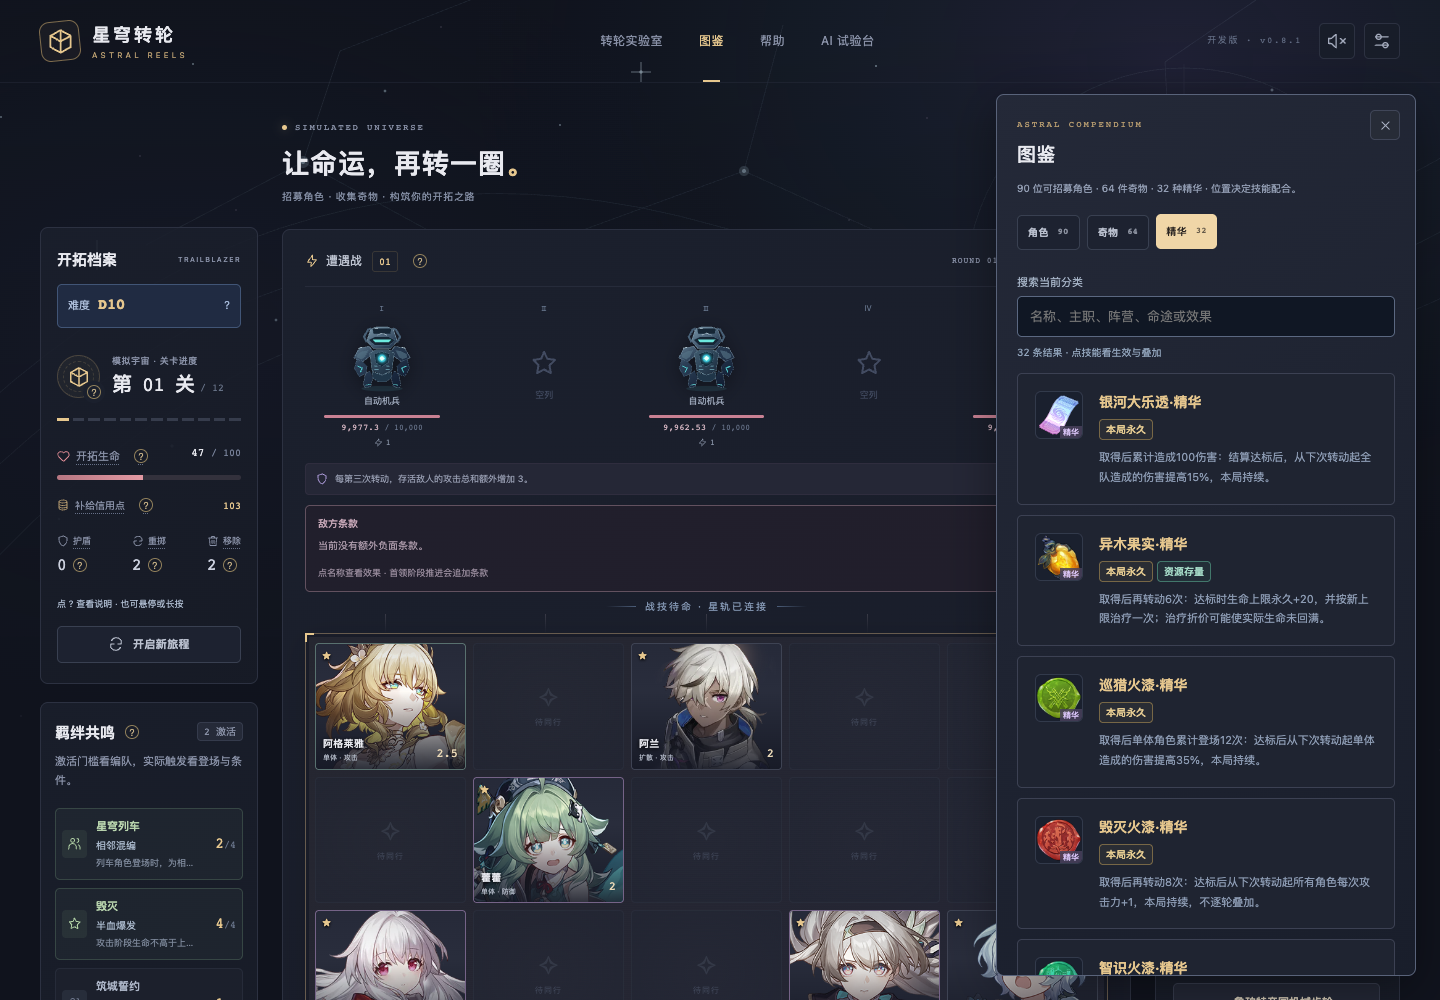 星穹转轮
ASTRAL REELS
转轮实验室
图鉴
帮助
AI 试验台
开发版 · v0.8.1
SIMULATED UNIVERSE
让命运，再转一圈。
招募角色 · 收集奇物 · 构筑你的开拓之路
开拓档案
TRAILBLAZER
难度 D10
?
模拟宇宙 · 关卡进度
第 01 关 / 12
?
开拓生命 ?
47 / 100
补给信用点 ?
103
护盾
重掷
移除
0 ?
2 ?
2 ?
点 ? 查看说明 · 也可悬停或长按
开启新旅程
羁绊共鸣 ?
2 激活
激活门槛看编队，实际触发看登场与条件。
星穹列车
相邻混编
列车角色登场时，为相...
2/4
毁灭
半血爆发
攻击阶段生命不高于上...
4/4
筑城誓约
遭遇战 01 ?
ROUND 01
I
II
III
IV
自动机兵
空列
自动机兵
空列
9,977.3 / 10,000
9,962.53 / 10,000
9,
1
1
每第三次转动，存活敌人的攻击总和额外增加 3。
敌方条款
当前没有额外负面条款。
点名称查看效果 · 首领阶段推进会追加条款
战技待命 · 星轨已连接
阿格莱雅
单体 · 攻击
2.5
待同行
阿兰
扩散 · 攻击
2
待同行
待同行
藿藿
单体 · 防御
2
待同行
待同行
待同行
待同行
ASTRAL COMPENDIUM
图鉴
90 位可招募角色 · 64 件奇物 · 32 种精华 · 位置决定技能配合。
角色 90
奇物 64
精华 32
搜索当前分类
名称、主职、阵营、命途或效果
32 条结果 · 点技能看生效与叠加
精华
银河大乐透·精华
本局永久
取得后累计造成100伤害：结算达标后，从下次转动起全
队造成的伤害提高15%，本局持续。
精华
异木果实·精华
本局永久
资源存量
取得后再转动6次：达标时生命上限永久+20，并按新上
限治疗一次；治疗折价可能使实际生命未回满。
精华
巡猎火漆·精华
本局永久
取得后单体角色累计登场12次：达标后从下次转动起单体
造成的伤害提高35%，本局持续。
精华
毁灭火漆·精华
本局永久
取得后再转动8次：达标后从下次转动起所有角色每次攻
击力+1，本局持续，不逐轮叠加。
精华
智识火漆·精华